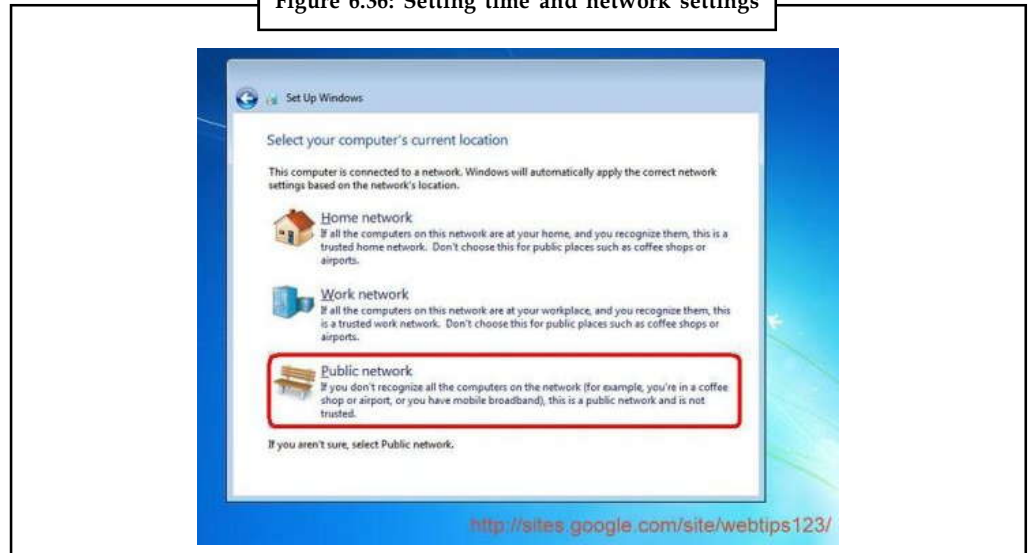 Figure 6.36: Setting time and network settings
Set Up Windows
Select your computer's current location
This computer is connected to a network. Windows will automatically apply the correct network
settings based on the network's location.
Home network
If all the computers on this network are at your home, and you recognize them, this is a
trusted home network. Don't choose this for public places such as coffee shops or
airports.
Work network
If all the computers on this network are at your workplace, and you recognize them, this
is a trusted work network. Don't choose this for public places such as coffee shops or
airports.
Public network
If you don't recognize all the computers on the network (for example, you're in a coffee
shop or airport, or you have mobile broadband), this is a public network and is not
trusted.
If you aren't sure, select Public network.
http://sites.google.com/site/webtips123/